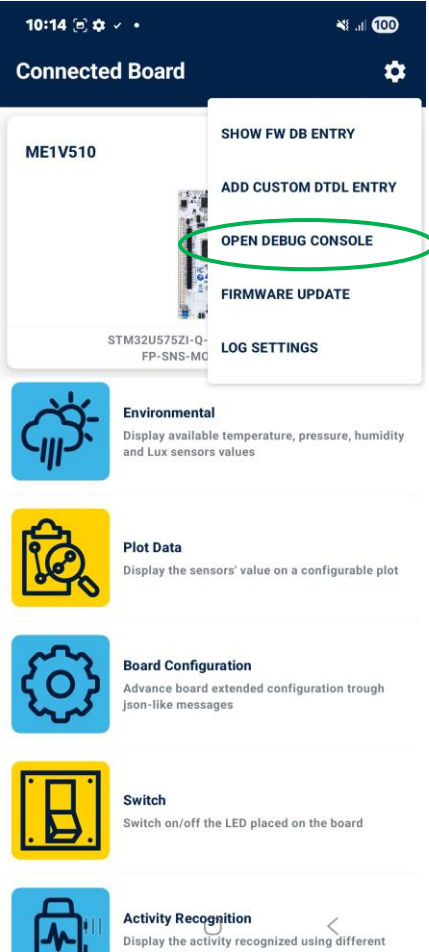 10:14
100
Connected Board
SHOW FW DB ENTRY
ME1V510
ADD CUSTOM DTDL ENTRY
OPEN DEBUG CONSOLE
FIRMWARE UPDATE
STM32U575ZI-Q-
LOG SETTINGS
FP-SNS-MO
Environmental
Display available temperature, pressure, humidity
and Lux sensors values
Plot Data
Display the sensors' value on a configurable plot
Board Configuration
Advance board extended configuration trough
json-like messages
Switch
Switch on/off the LED placed on the board
Activity Recognition
Display the activity recognized using different